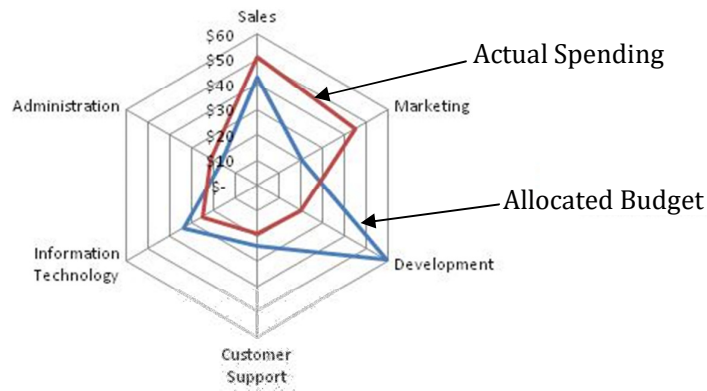 Sales
$60
$50
$40
$30
$20
$10
$-
Actual Spending
Marketing
Allocated Budget
Development
Customer
Support
Information
Technology
Administration